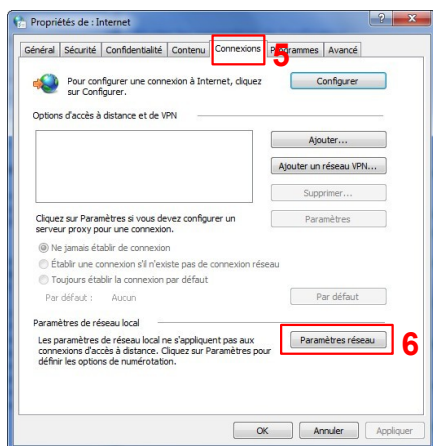 Propriétés de : Internet
Général Sécurité Confidentialité Contenu Connexions Programmes Avancé
5
Pour configurer une connexion à Internet, cliquez
sur Configurer.
Configurer
Options d'accès à distance et de VPN
Ajouter...
Ajouter un réseau VPN...
Supprimer...
Cliquez sur Paramètres si vous devez configurer un
serveur proxy pour une connexion.
Paramètres
Ne jamais établir de connexion
Établir une connexion s'il n'existe pas de connexion réseau
Toujours établir la connexion par défaut
Par défaut : Aucun
Par défaut
Paramètres de réseau local
Les paramètres de réseau local ne s'appliquent pas aux
connexions d'accès à distance. Cliquez sur Paramètres pour
définir les options de numérotation.
Paramètres réseau
6
OK Annuler Appliquer